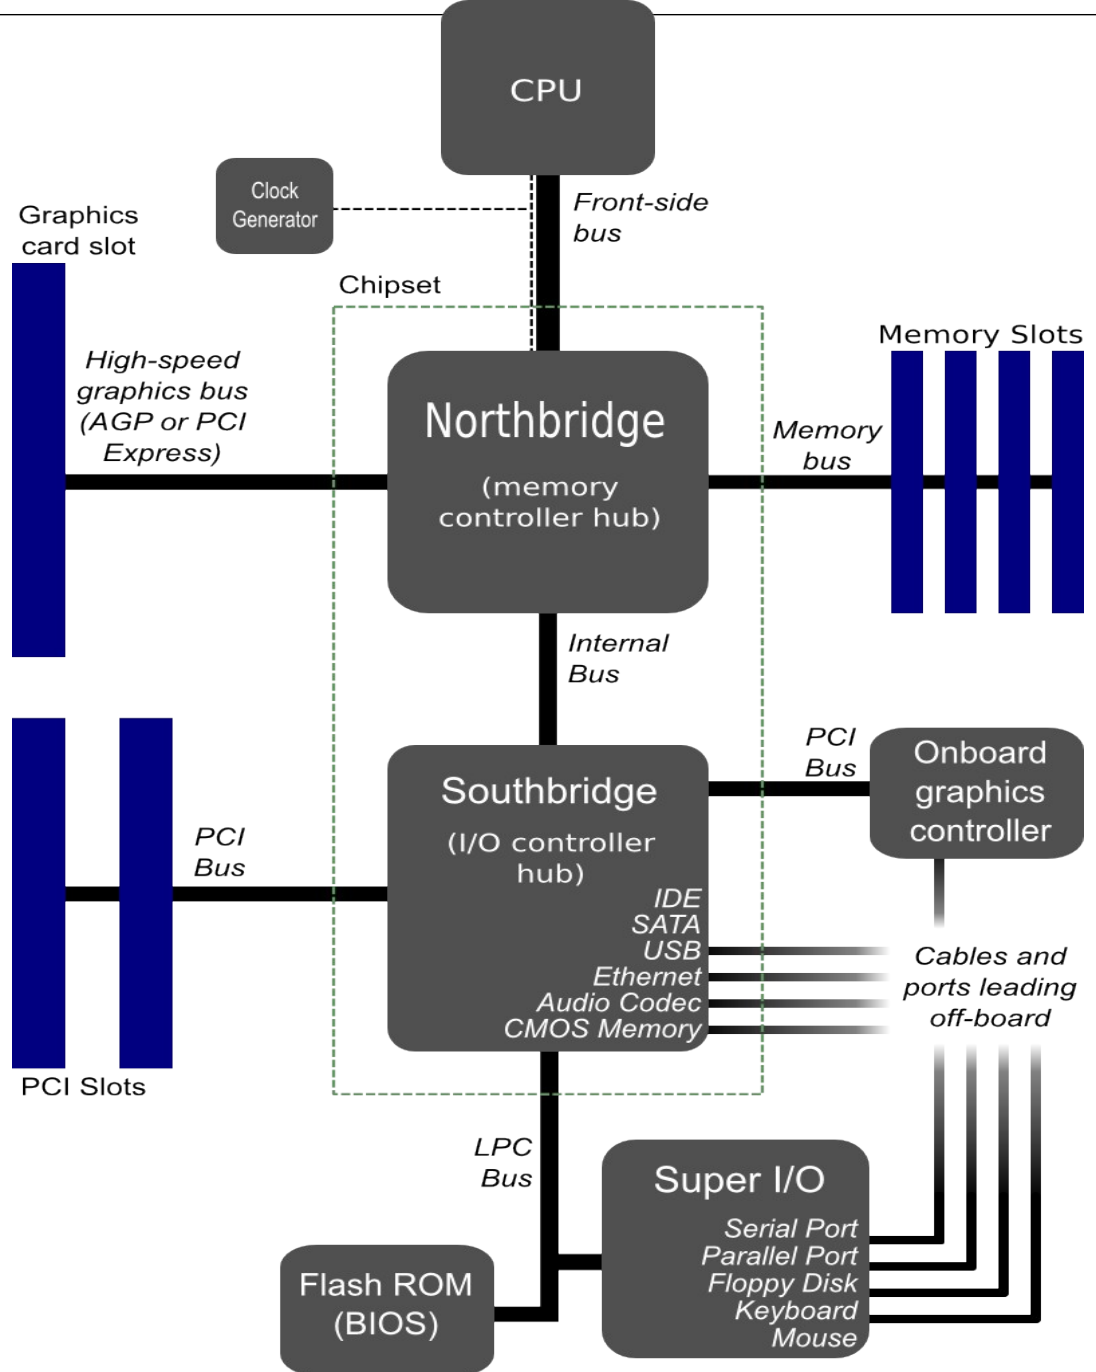 CPU
Clock
Generator
Front-side
bus
Graphics
card slot
Chipset
High-speed
graphics bus
(AGP or PCI
Express)
Northbridge
(memory
controller hub)
Memory Slots
Memory
bus
Internal
Bus
PCI
Bus
Onboard
graphics
controller
Southbridge
(I/O controller
hub)
IDE
SATA
USB
Ethernet
Audio Codec
CMOS Memory
PCI
Bus
PCI Slots
Cables and
ports leading
off-board
LPC
Bus
Super I/O
Serial Port
Parallel Port
Floppy Disk
Keyboard
Mouse
Flash ROM
(BIOS)